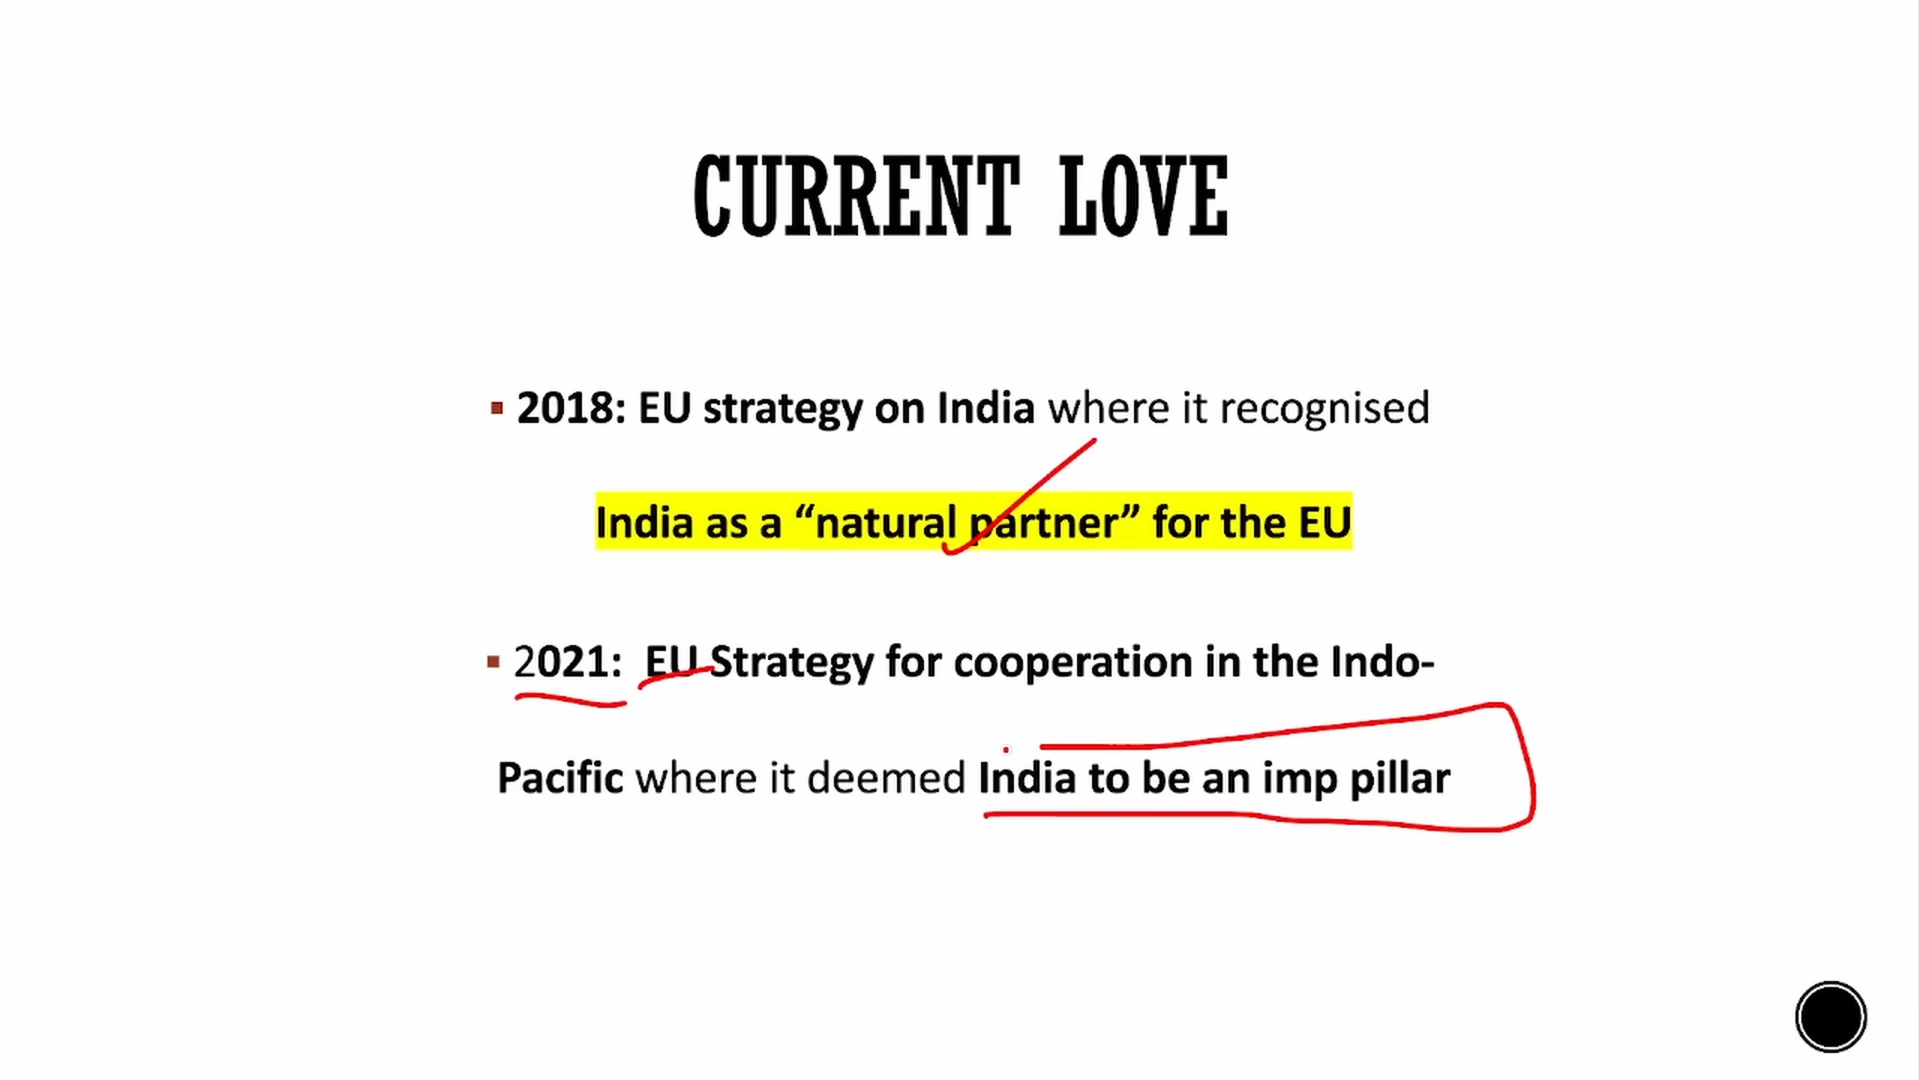 CURRENT LOVE
▪ 2018: EU strategy on India where it recognised
India as a “natural partner” for the EU
▪ 2021: EU Strategy for cooperation in the Indo-
Pacific where it deemed India to be an imp pillar